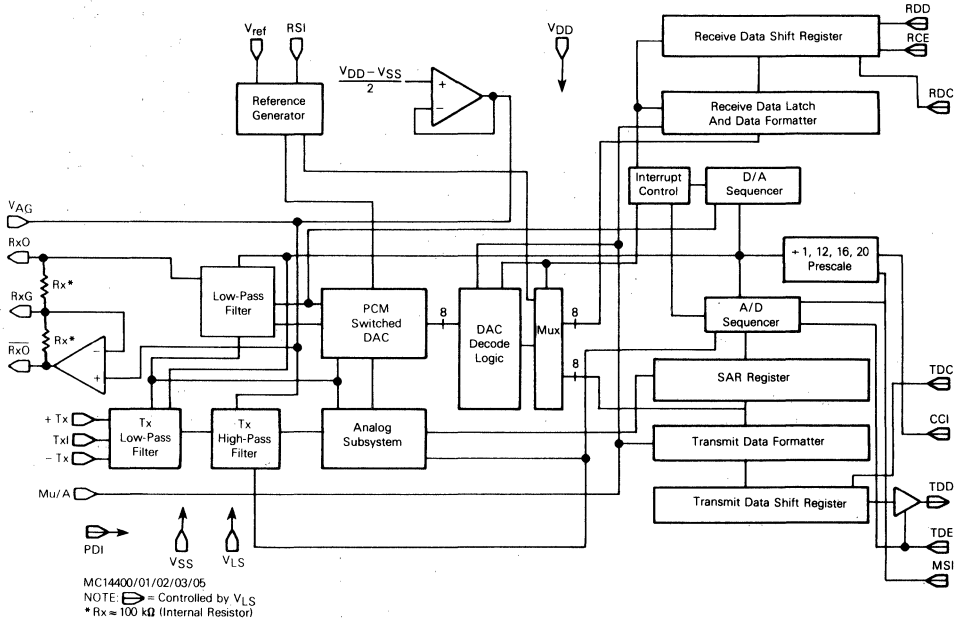 Vref
RSI
VDD
RDD
RCE
RDC
Receive Data Shift Register
Reference
Generator
VDD – VSS
2
+
–
Receive Data Latch
And Data Formatter
Interrupt
Control
D/A
Sequencer
VAG
RxO
Rx*
RxG
Rx*
RxO
–
+
Low-Pass
Filter
PCM
Switched
DAC
8
DAC
Decode
Logic
Mux
8
8
÷ 1, 12, 16, 20
Prescale
A/D
Sequencer
SAR Register
TDC
+ Tx
TxI
– Tx
Tx
Low-Pass
Filter
Tx
High-Pass
Filter
Analog
Subsystem
Transmit Data Formatter
CCI
Mu/A
Transmit Data Shift Register
TDD
TDE
MSI
PDI
VSS
VLS
MC14400/01/02/03/05
NOTE: = Controlled by VLS
* Rx ≈ 100 kΩ (Internal Resistor)